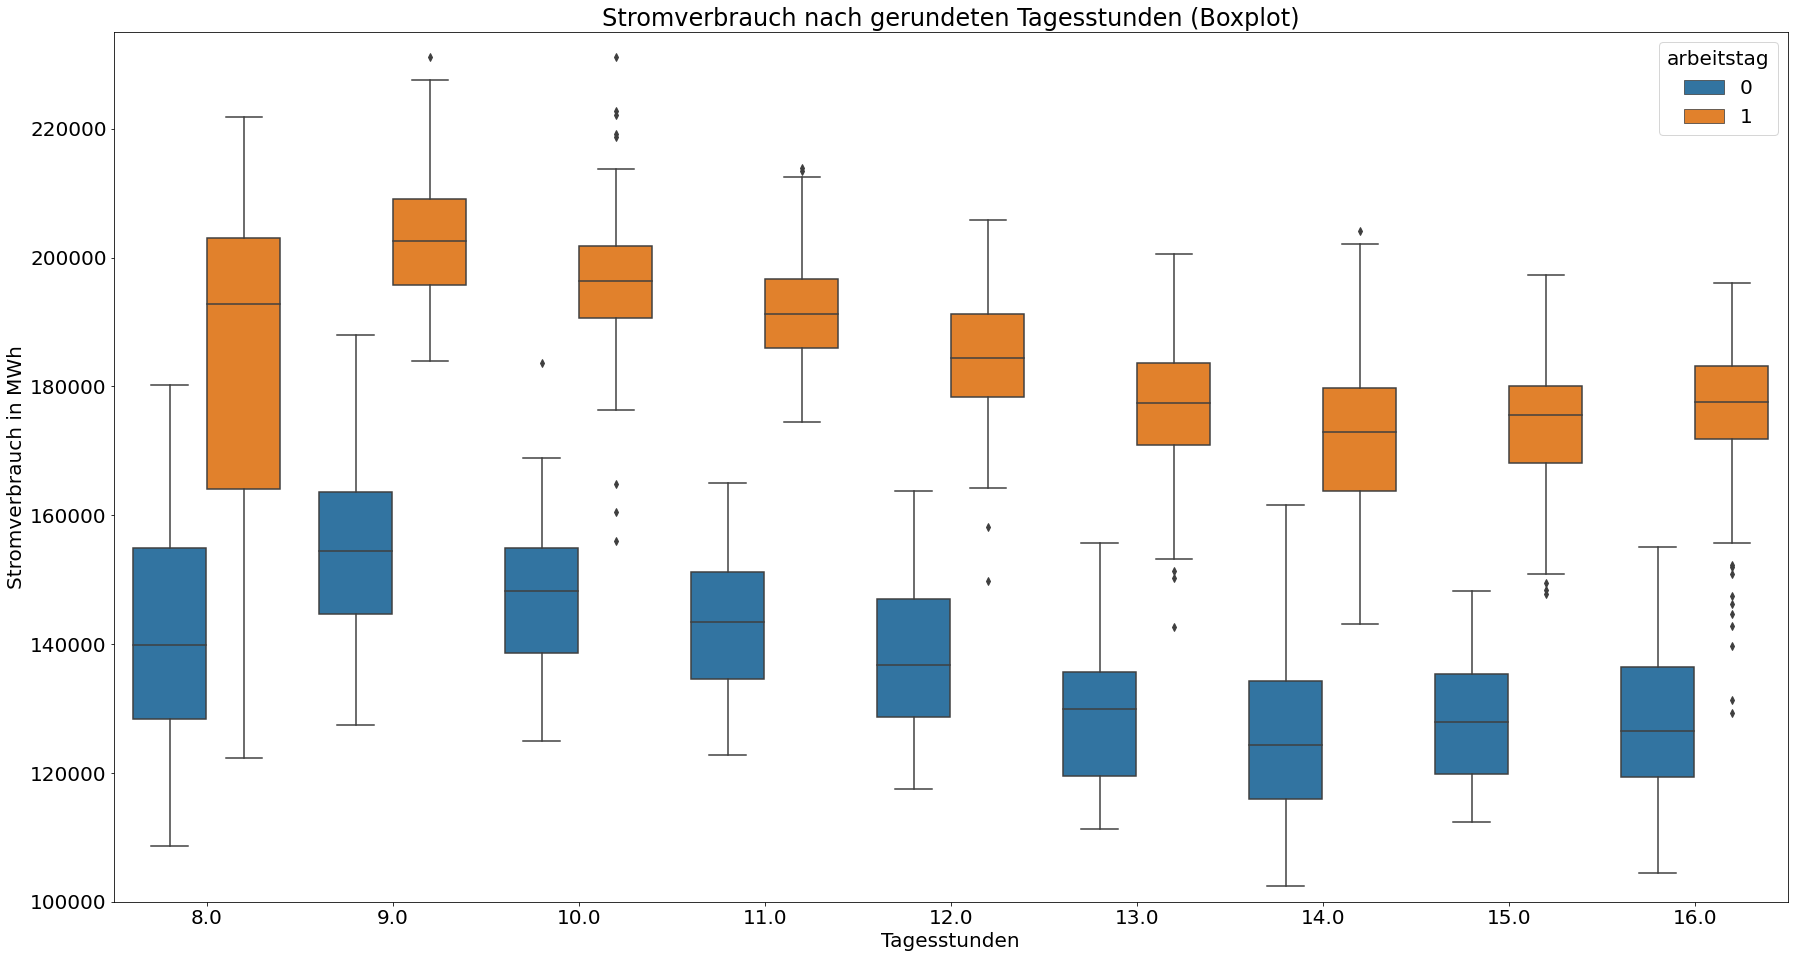 Stromverbrauch nach gerundeten Tagesstunden (Boxplot)
arbeitstag
0
1
Stromverbrauch in MWh
220000
200000
180000
160000
140000
120000
100000
8.0 9.0 10.0 11.0 12.0 13.0 14.0 15.0 16.0
Tagesstunden